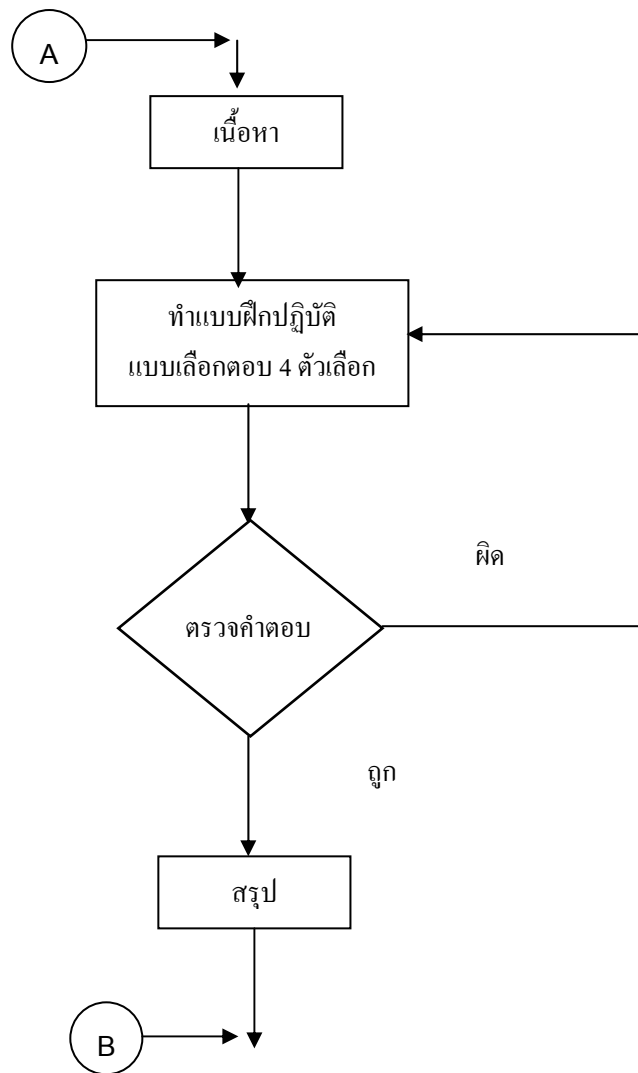 A
เนื้อหา
ทำแบบฝึกปฏิบัติ
แบบเลือกตอบ 4 ตัวเลือก
ผิด
ตรวจคำตอบ
ถูก
สรุป
B